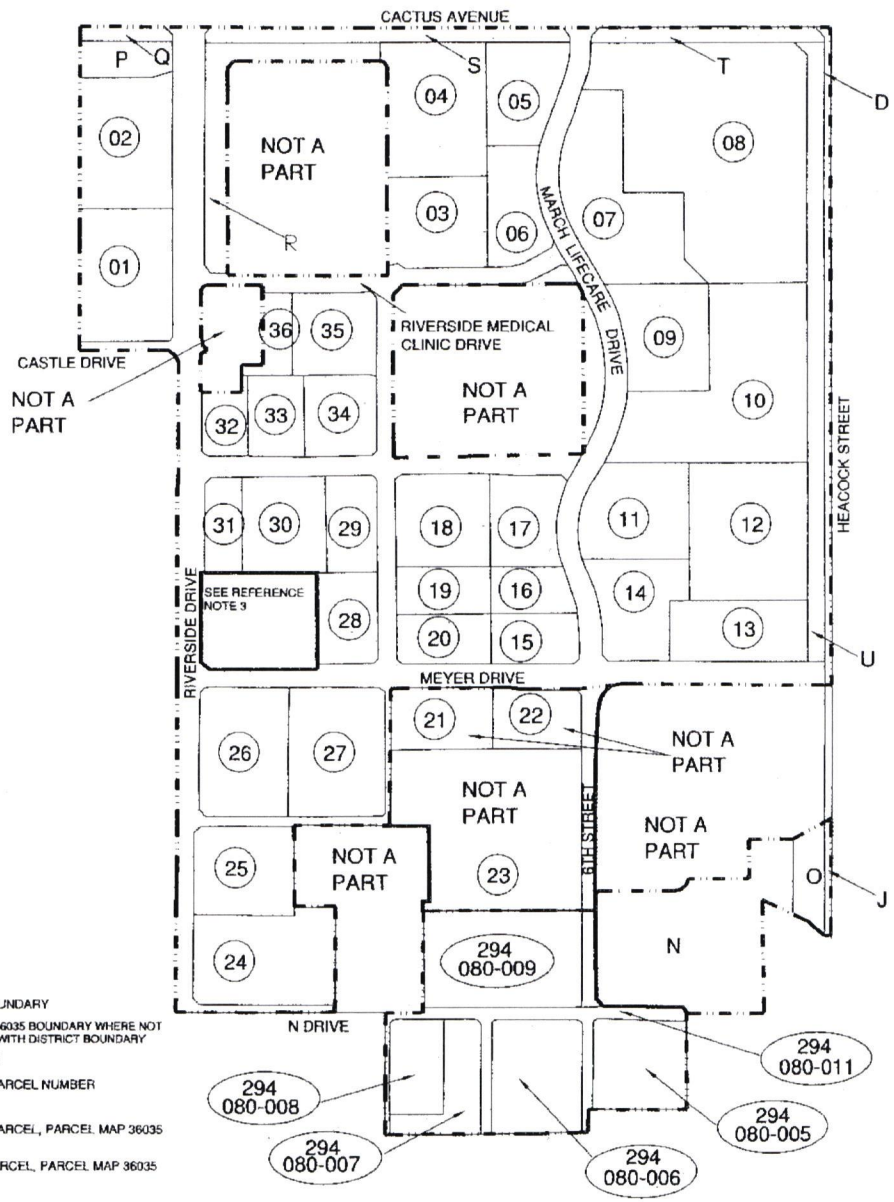 CACTUS AVENUE
P
Q
S
T
D
04
05
02
08
NOT A
PART
03
07
06
R
01
MARCH LIFECARE DRIVE
36
35
RIVERSIDE MEDICAL
CLINIC DRIVE
09
CASTLE DRIVE
NOT A
PART
NOT A
PART
10
32
33
34
HEACOCK STREET
31
30
29
18
17
11
12
RIVERSIDE DRIVE
SEE REFERENCE
NOTE 3
28
19
16
14
20
15
13
U
MEYER DRIVE
21
22
26
27
NOT A
PART
NOT A
PART
6TH STREET
NOT A
PART
NOT A
PART
25
23
O
J
24
294
080-009
N
UNDARY
6035 BOUNDARY WHERE NOT
WITH DISTRICT BOUNDARY
N DRIVE
ARCEL NUMBER
294
080-011
294
080-008
ARCEL, PARCEL MAP 36035
294
080-005
294
080-007
RCEL, PARCEL MAP 36035
294
080-006